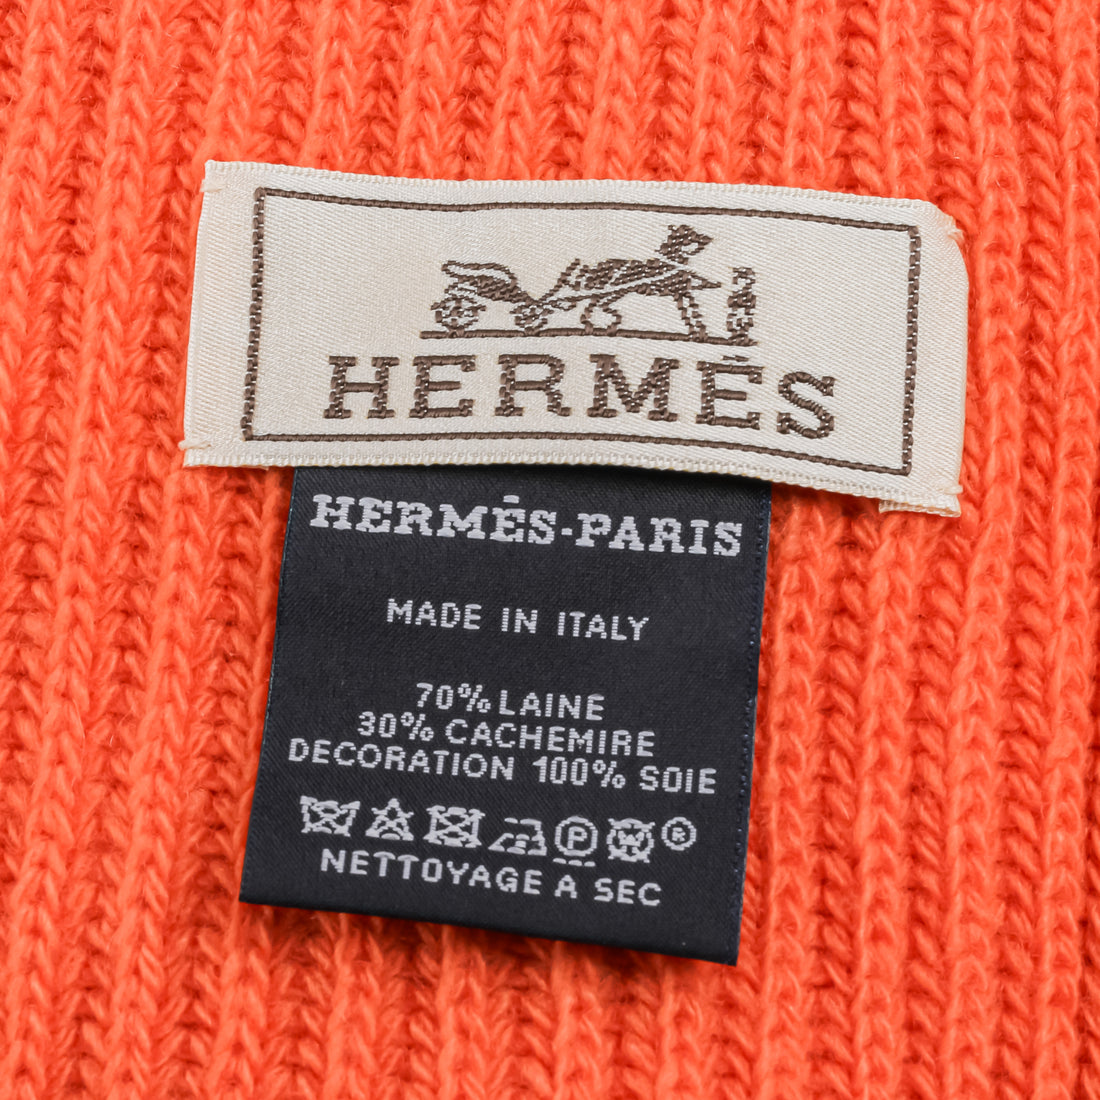 HERMÈS
HERMÈS-PARIS
MADE IN ITALY
70% LAINE
30% CACHEMIRE
DECORATION 100% SOIE
P W ®
NETTOYAGE A SEC